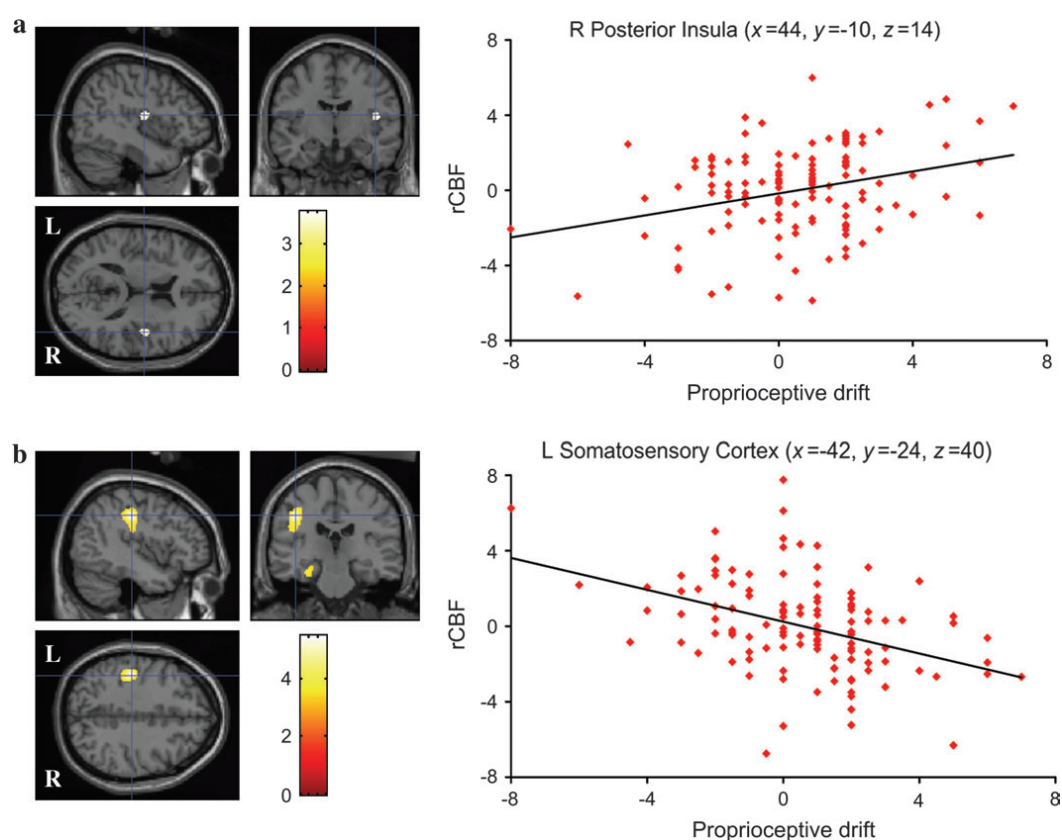 a
L
R
3
2
1
0
R Posterior Insula (x=44, y=-10, z=14)
8
4
0
-4
-8
rCBF
-8
-4
0
4
8
Proprioceptive drift
b
L
R
4
2
0
L Somatosensory Cortex (x=-42, y=-24, z=40)
8
4
0
-4
-8
rCBF
-8
-4
0
4
8
Proprioceptive drift